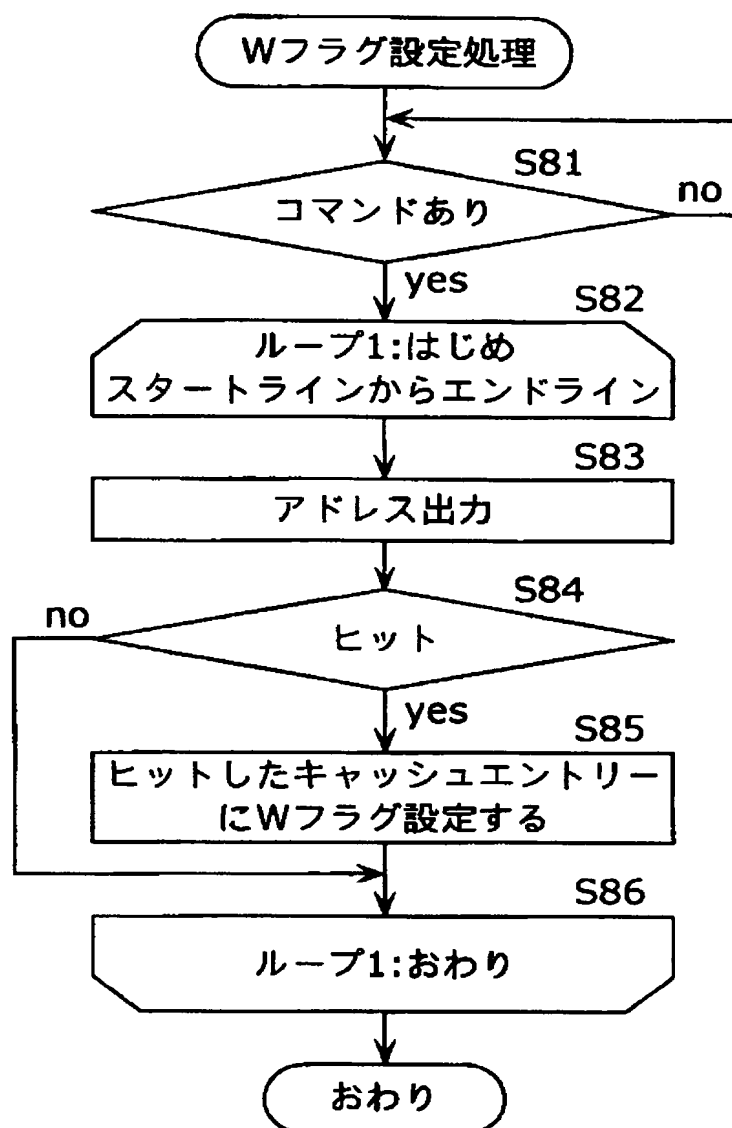 Wフラグ設定処理
S81
コマンドあり
no
yes
S82
ループ1:はじめ
スタートラインからエンドライン
S83
アドレス出力
S84
no
ヒット
yes
S85
ヒットしたキャッシュエントリー
にWフラグ設定する
S86
ループ1:おわり
おわり